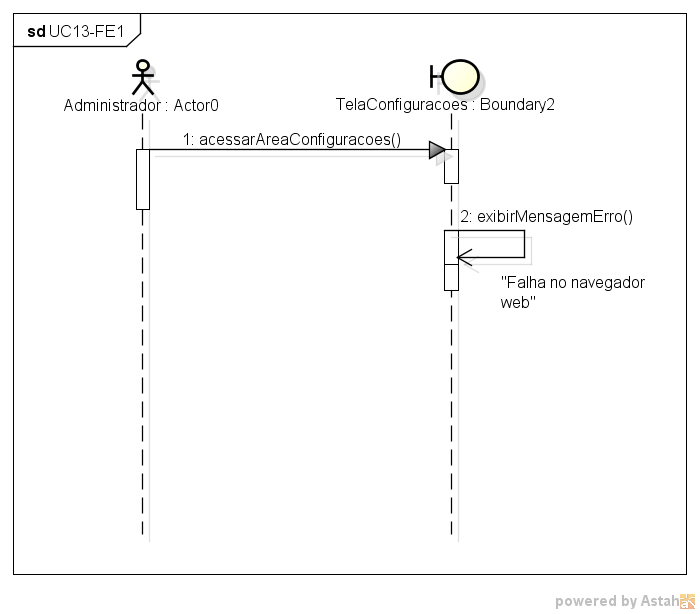 sd UC13-FE1
Administrador : Actor0
TelaConfiguracoes : Boundary2
1: acessarAreaConfiguracoes()
2: exibirMensagemErro()
"Falha no navegador
web"
powered by Astah